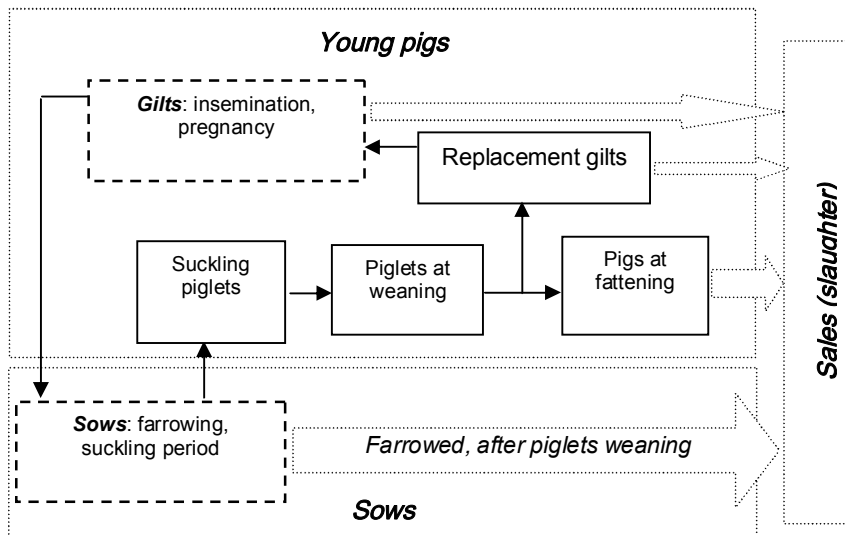 Young pigs
Gilts: insemination,
pregnancy
Replacement gilts
Suckling
piglets
Piglets at
weaning
Pigs at
fattening
Sales (slaughter)
Sows: farrowing,
suckling period
Farrowed, after piglets weaning
Sows